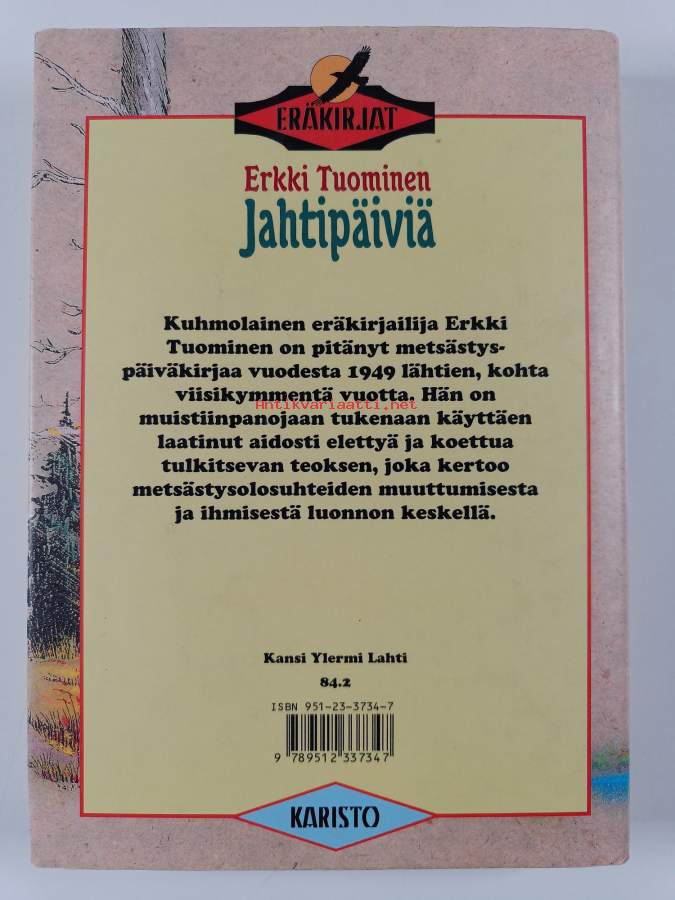 ERÄKIRJAT
Erkki Tuominen
Jahtipäiviä
Kuhmolainen eräkirjailija Erkki
Tuominen on pitänyt metsästys-
päiväkirjaa vuodesta 1949 lähtien, kohta
viisikymmentä vuotta. Hän on
Antikvariaatti.net
muistiinpanojaan tukenaan käyttäen
laatinut aidosti elettyä ja koettua
tulkitsevan teoksen, joka kertoo
metsästysolosuhteiden muuttumisesta
ja ihmisestä luonnon keskellä.
Kansi Ylermi Lahti
84.2
ISBN 951-23-3734-7
9 789512 337347
KARISTO